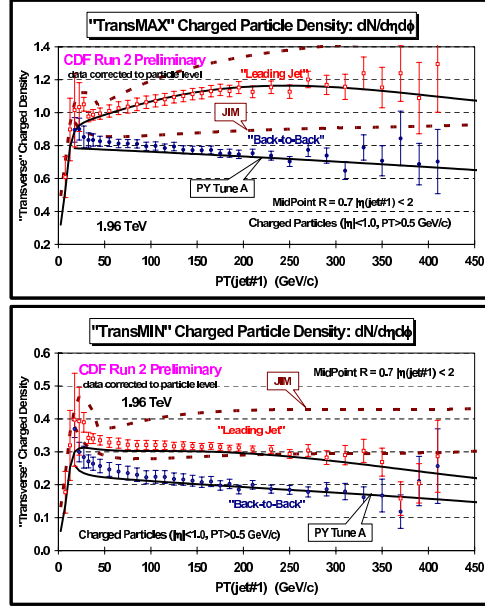 "TransMAX" Charged Particle Density: dN/dηdϕ
1.4
1.2
1.0
0.8
0.6
0.4
0.2
"Transverse" Charged Density
CDF Run 2 Preliminary
data corrected to particle level
"Leading Jet"
JIM
"Back-to-Back"
PY Tune A
MidPoint R = 0.7 |η(jet#1) < 2
1.96 TeV
Charged Particles (|η|<1.0, PT>0.5 GeV/c)
0 50 100 150 200 250 300 350 400 450
PT(jet#1) (GeV/c)
"TransMIN" Charged Particle Density: dN/dηdϕ
0.6
0.5
0.4
0.3
0.2
0.1
0.0
"Transverse" Charged Density
CDF Run 2 Preliminary
data corrected to particle level
MidPoint R = 0.7 |η(jet#1) < 2
JIM
1.96 TeV
"Leading Jet"
"Back-to-Back"
PY Tune A
Charged Particles (|η|<1.0, PT>0.5 GeV/c)
0 50 100 150 200 250 300 350 400 450
PT(jet#1) (GeV/c)